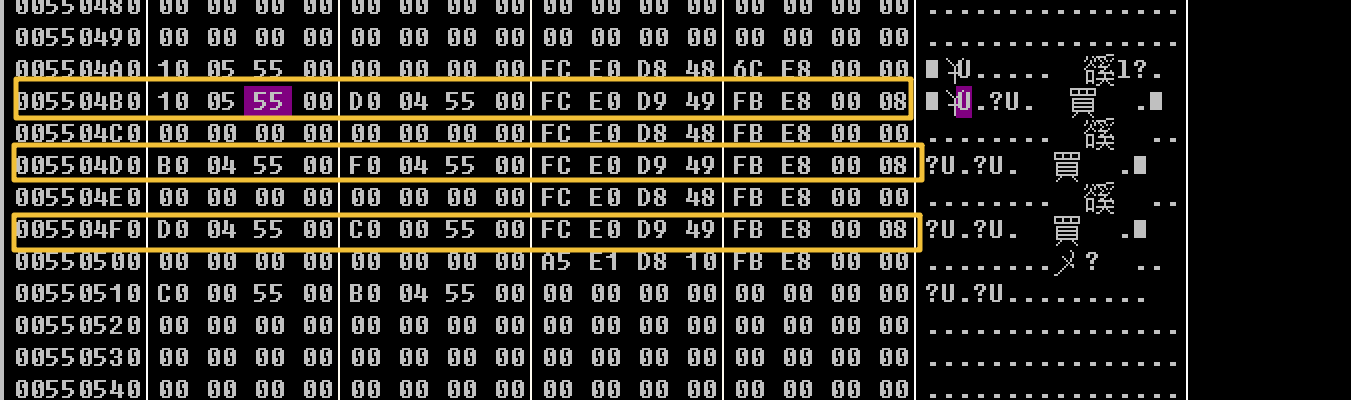 00550480 00 00 00 00 00 00 00 00 00 00 00 00 00 00 00 00 ................
00550490 00 00 00 00 00 00 00 00 00 00 00 00 00 00 00 00 ................
005504A0 10 05 55 00 00 00 00 00 FC E0 D8 48 6C E8 00 00 U..... 謑l?.
005504B0 10 05 55 00 D0 04 55 00 FC E0 D9 49 FB E8 00 08 U.?U. 買 .
005504C0 00 00 00 00 00 00 00 00 FC E0 D8 48 FB E8 00 00 ........ 謑 ..
005504D0 B0 04 55 00 F0 04 55 00 FC E0 D9 49 FB E8 00 08 ?U.?U. 買 .
005504E0 00 00 00 00 00 00 00 00 FC E0 D8 48 FB E8 00 00 ........ 謑 ..
005504F0 D0 04 55 00 C0 00 55 00 FC E0 D9 49 FB E8 00 08 ?U.?U. 買 .
00550500 00 00 00 00 00 00 00 00 A5 E1 D8 10 FB E8 00 00 ........ ? ..
00550510 C0 00 55 00 B0 04 55 00 00 00 00 00 00 00 00 00 ?U.?U.........
00550520 00 00 00 00 00 00 00 00 00 00 00 00 00 00 00 00 ................
00550530 00 00 00 00 00 00 00 00 00 00 00 00 00 00 00 00 ................
00550540 00 00 00 00 00 00 00 00 00 00 00 00 00 00 00 00 ................